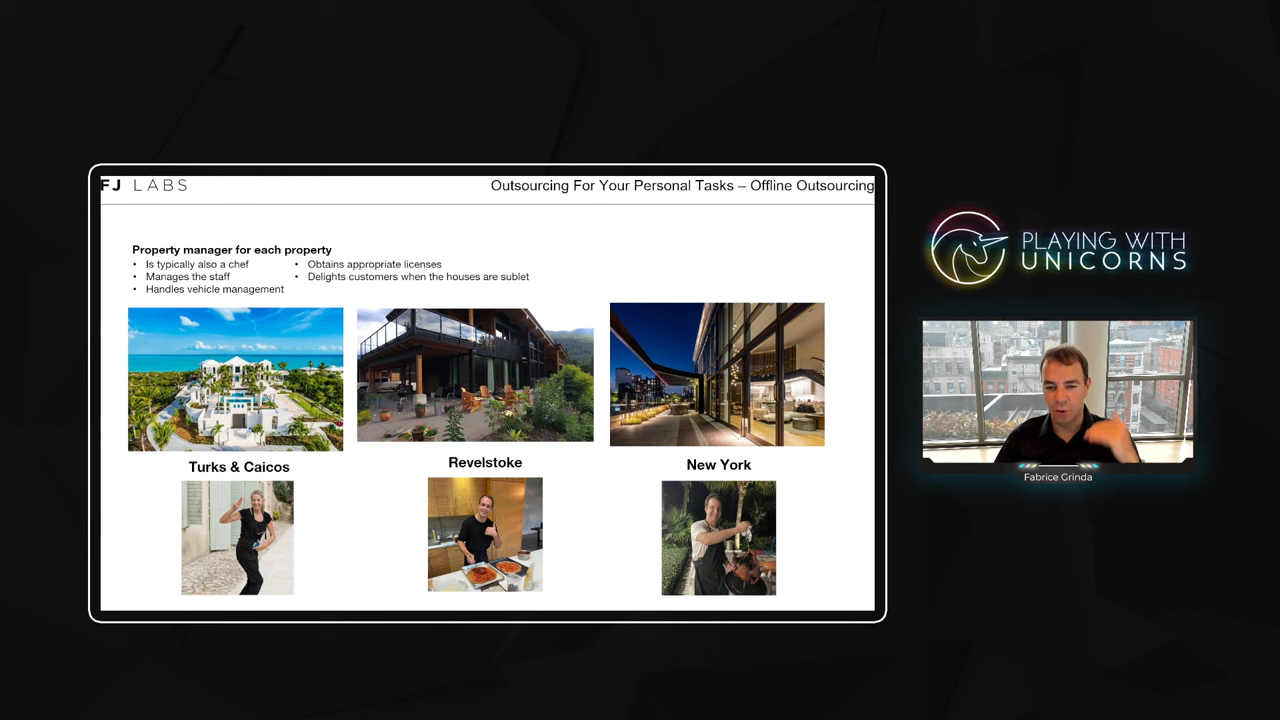 FJ LABS
Outsourcing For Your Personal Tasks – Offline Outsourcing
Property manager for each property
• Is typically also a chef
• Manages the staff
• Handles vehicle management
• Obtains appropriate licenses
• Delights customers when the houses are sublet
Turks & Caicos
Revelstoke
New York
PLAYING WITH
UNICORNS
Fabrice Grinda